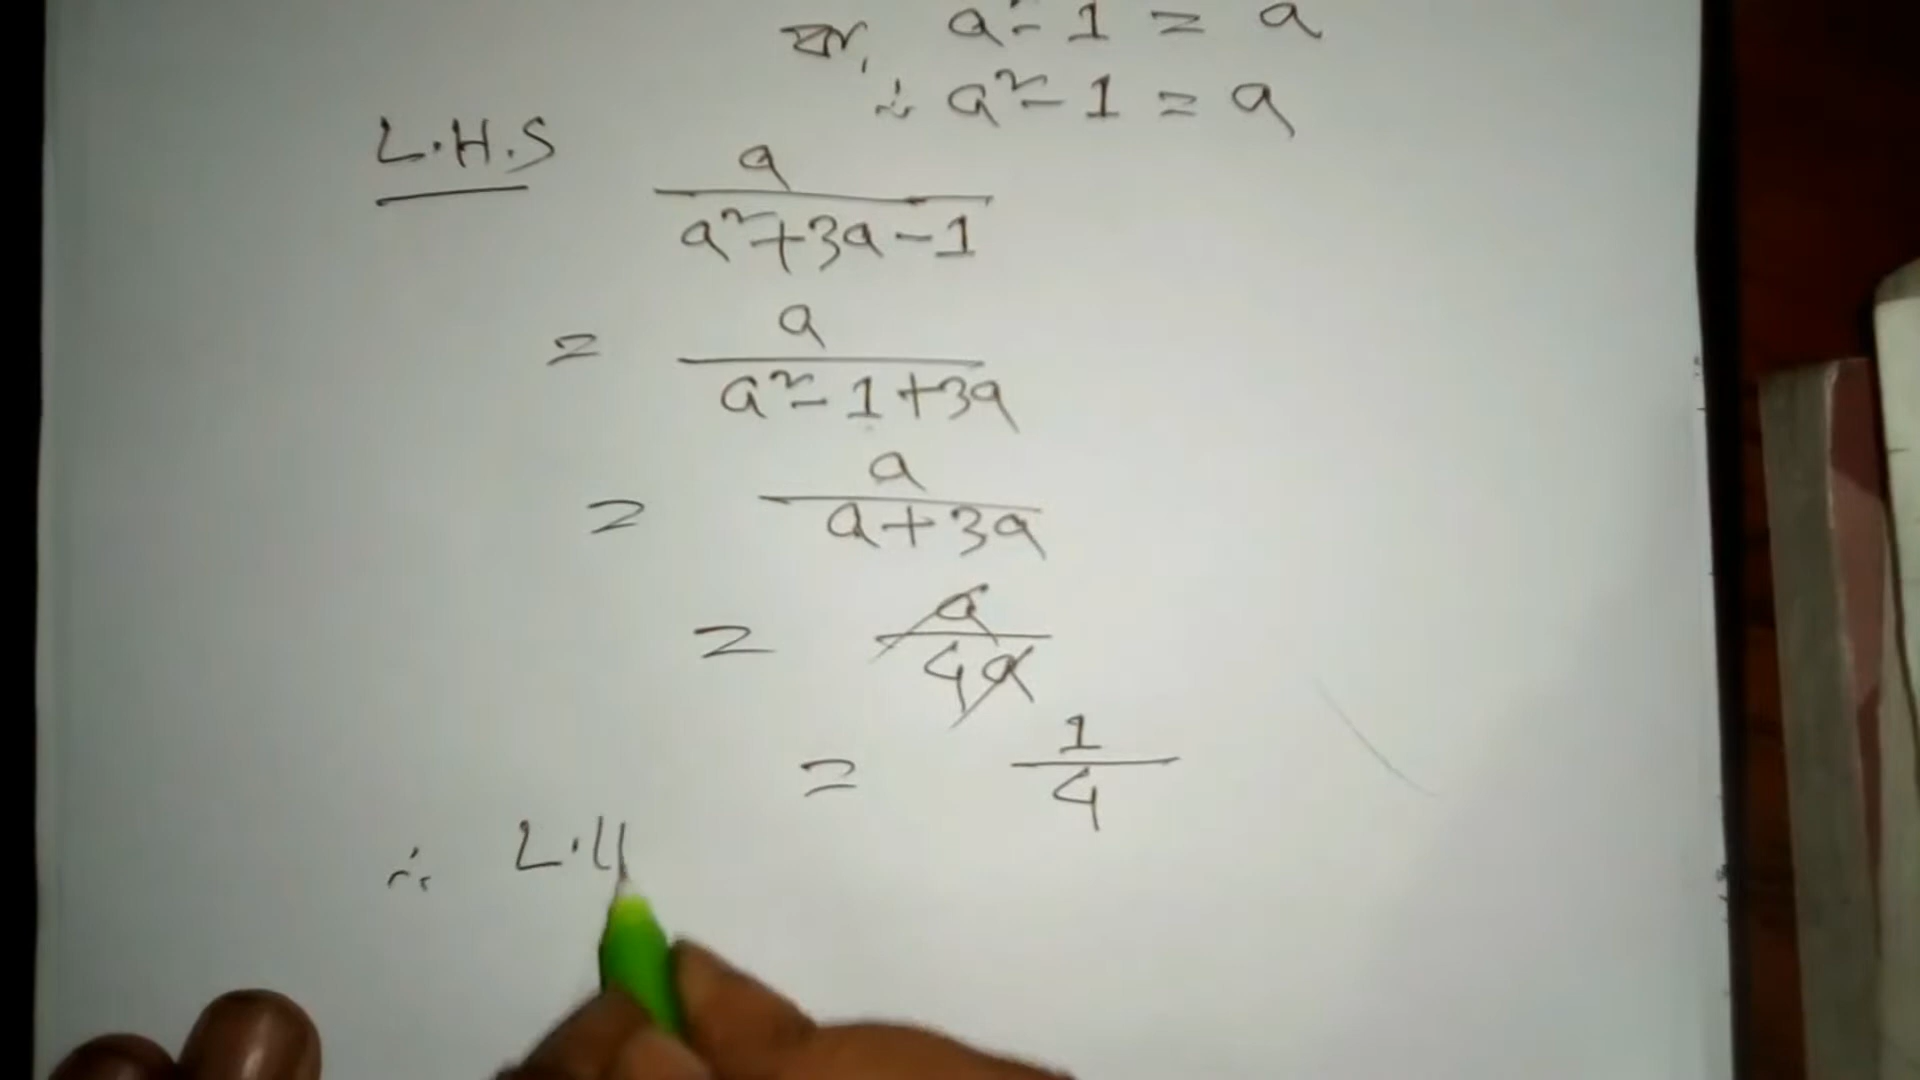 বা, a² - 1 = a
∴ a² - 1 = a
L.H.S
a
a² + 3a - 1
= a
a² - 1 + 3a
= a
a + 3a
= a
4a
= 1
4
∴ L.H